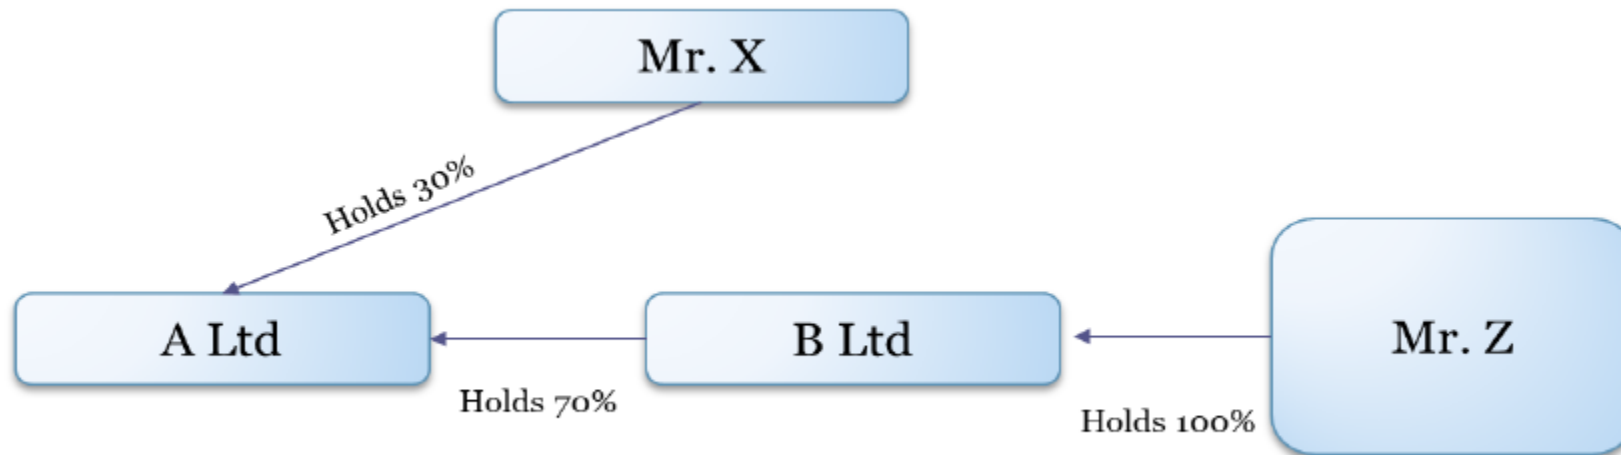 Mr. X
Holds 30%
A Ltd
B Ltd
Mr. Z
Holds 70%
Holds 100%